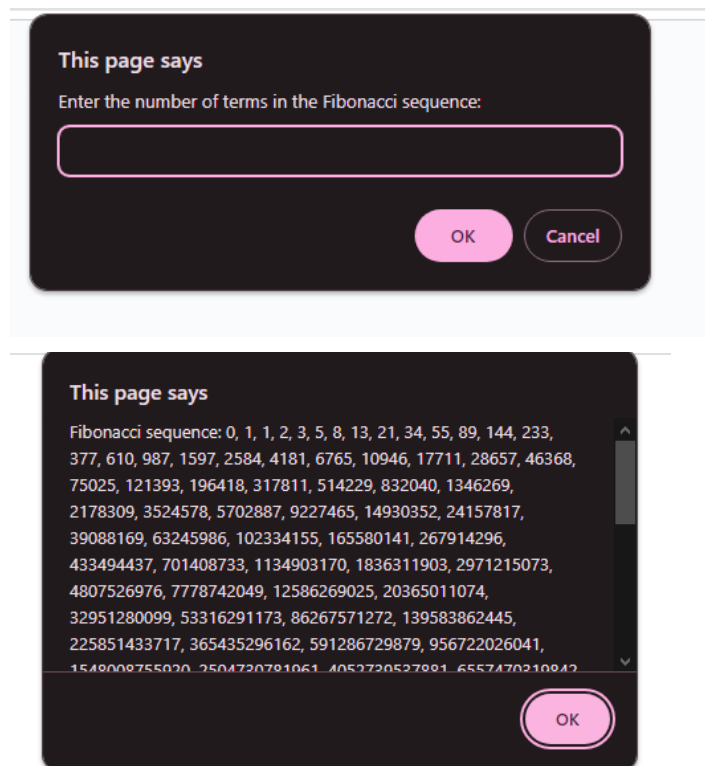 This page says
Enter the number of terms in the Fibonacci sequence:
OK
Cancel
This page says
Fibonacci sequence: 0, 1, 1, 2, 3, 5, 8, 13, 21, 34, 55, 89, 144, 233,
377, 610, 987, 1597, 2584, 4181, 6765, 10946, 17711, 28657, 46368,
75025, 121393, 196418, 317811, 514229, 832040, 1346269,
2178309, 3524578, 5702887, 9227465, 14930352, 24157817,
39088169, 63245986, 102334155, 165580141, 267914296,
433494437, 701408733, 1134903170, 1836311903, 2971215073,
4807526976, 7778742049, 12586269025, 20365011074,
32951280099, 53316291173, 86267571272, 139583862445,
225851433717, 365435296162, 591286729879, 956722026041,
1548008755920, 2504730781961, 4052739537881, 6557470319842
OK